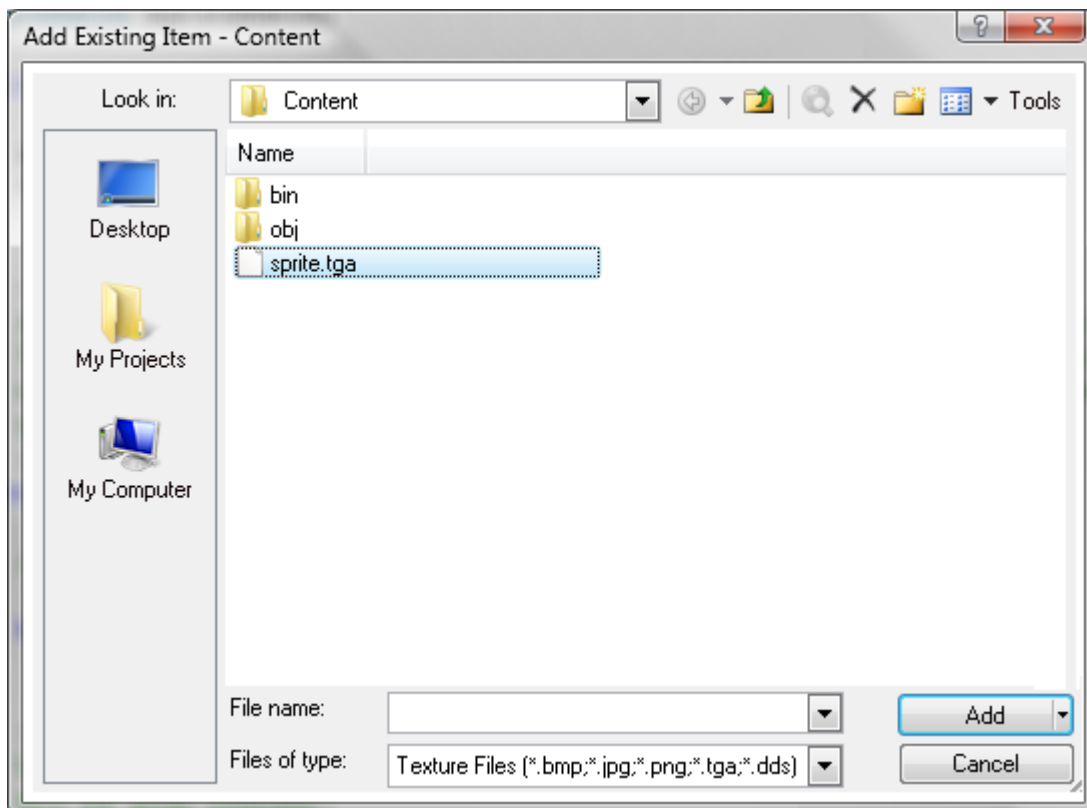 Add Existing Item - Content
Look in: Content Tools
Name
bin
obj
sprite.tga
Desktop
My Projects
My Computer
File name: Add
Files of type: Texture Files (*.bmp;*.jpg;*.png;*.tga;*.dds) Cancel